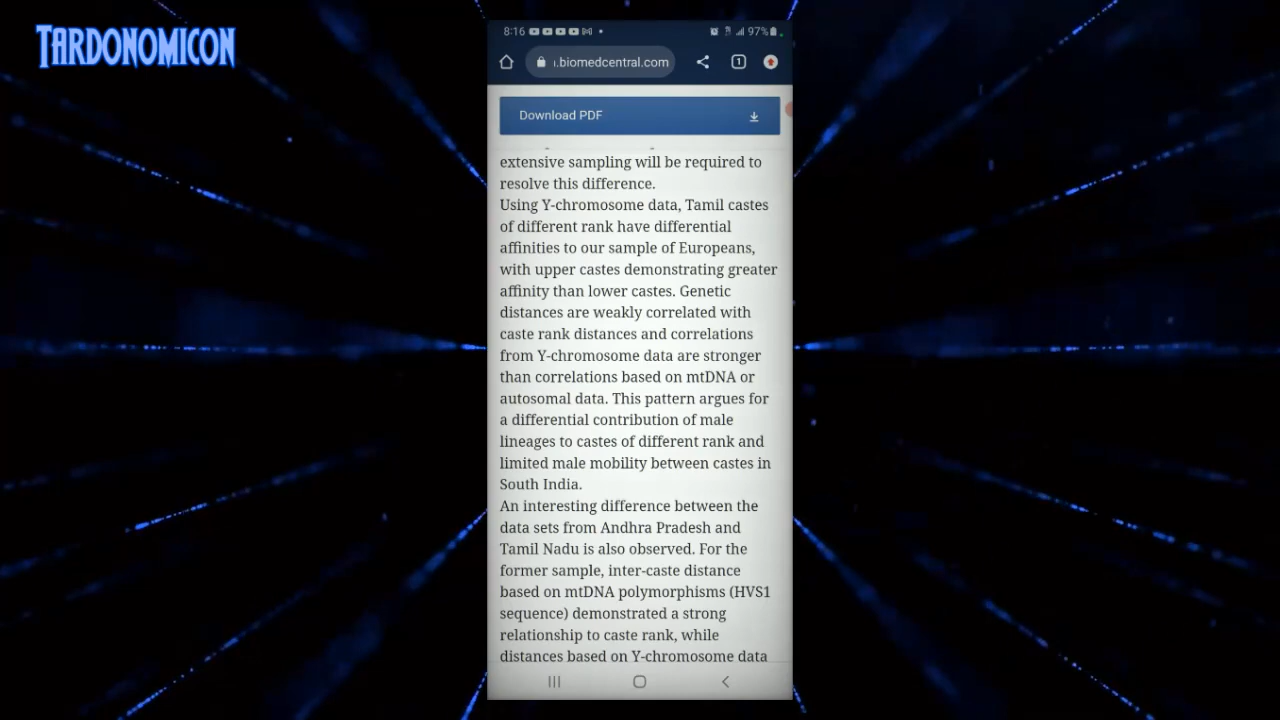 TARDONOMICON
8:16
97%
.biomedcentral.com
1
Download PDF
extensive sampling will be required to
resolve this difference.
Using Y-chromosome data, Tamil castes
of different rank have differential
affinities to our sample of Europeans,
with upper castes demonstrating greater
affinity than lower castes. Genetic
distances are weakly correlated with
caste rank distances and correlations
from Y-chromosome data are stronger
than correlations based on mtDNA or
autosomal data. This pattern argues for
a differential contribution of male
lineages to castes of different rank and
limited male mobility between castes in
South India.
An interesting difference between the
data sets from Andhra Pradesh and
Tamil Nadu is also observed. For the
former sample, inter-caste distance
based on mtDNA polymorphisms (HVS1
sequence) demonstrated a strong
relationship to caste rank, while
distances based on Y-chromosome data